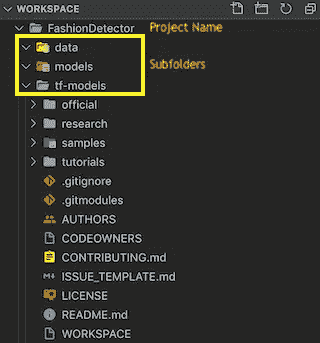 WORKSPACE
FashionDetector Project Name
data
models Subfolders
tf-models
official
research
samples
tutorials
.gitignore
.gitmodules
AUTHORS
CODEOWNERS
CONTRIBUTING.md
ISSUE_TEMPLATE.md
LICENSE
README.md
WORKSPACE